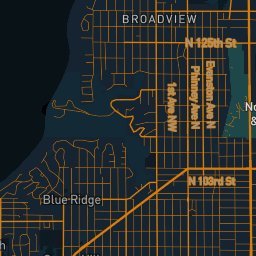 BROADVIEW
N 125th St
Evanston Ave N
Phinney Ave N
1st Ave NW
No
&
N 103rd St
Blue Ridge